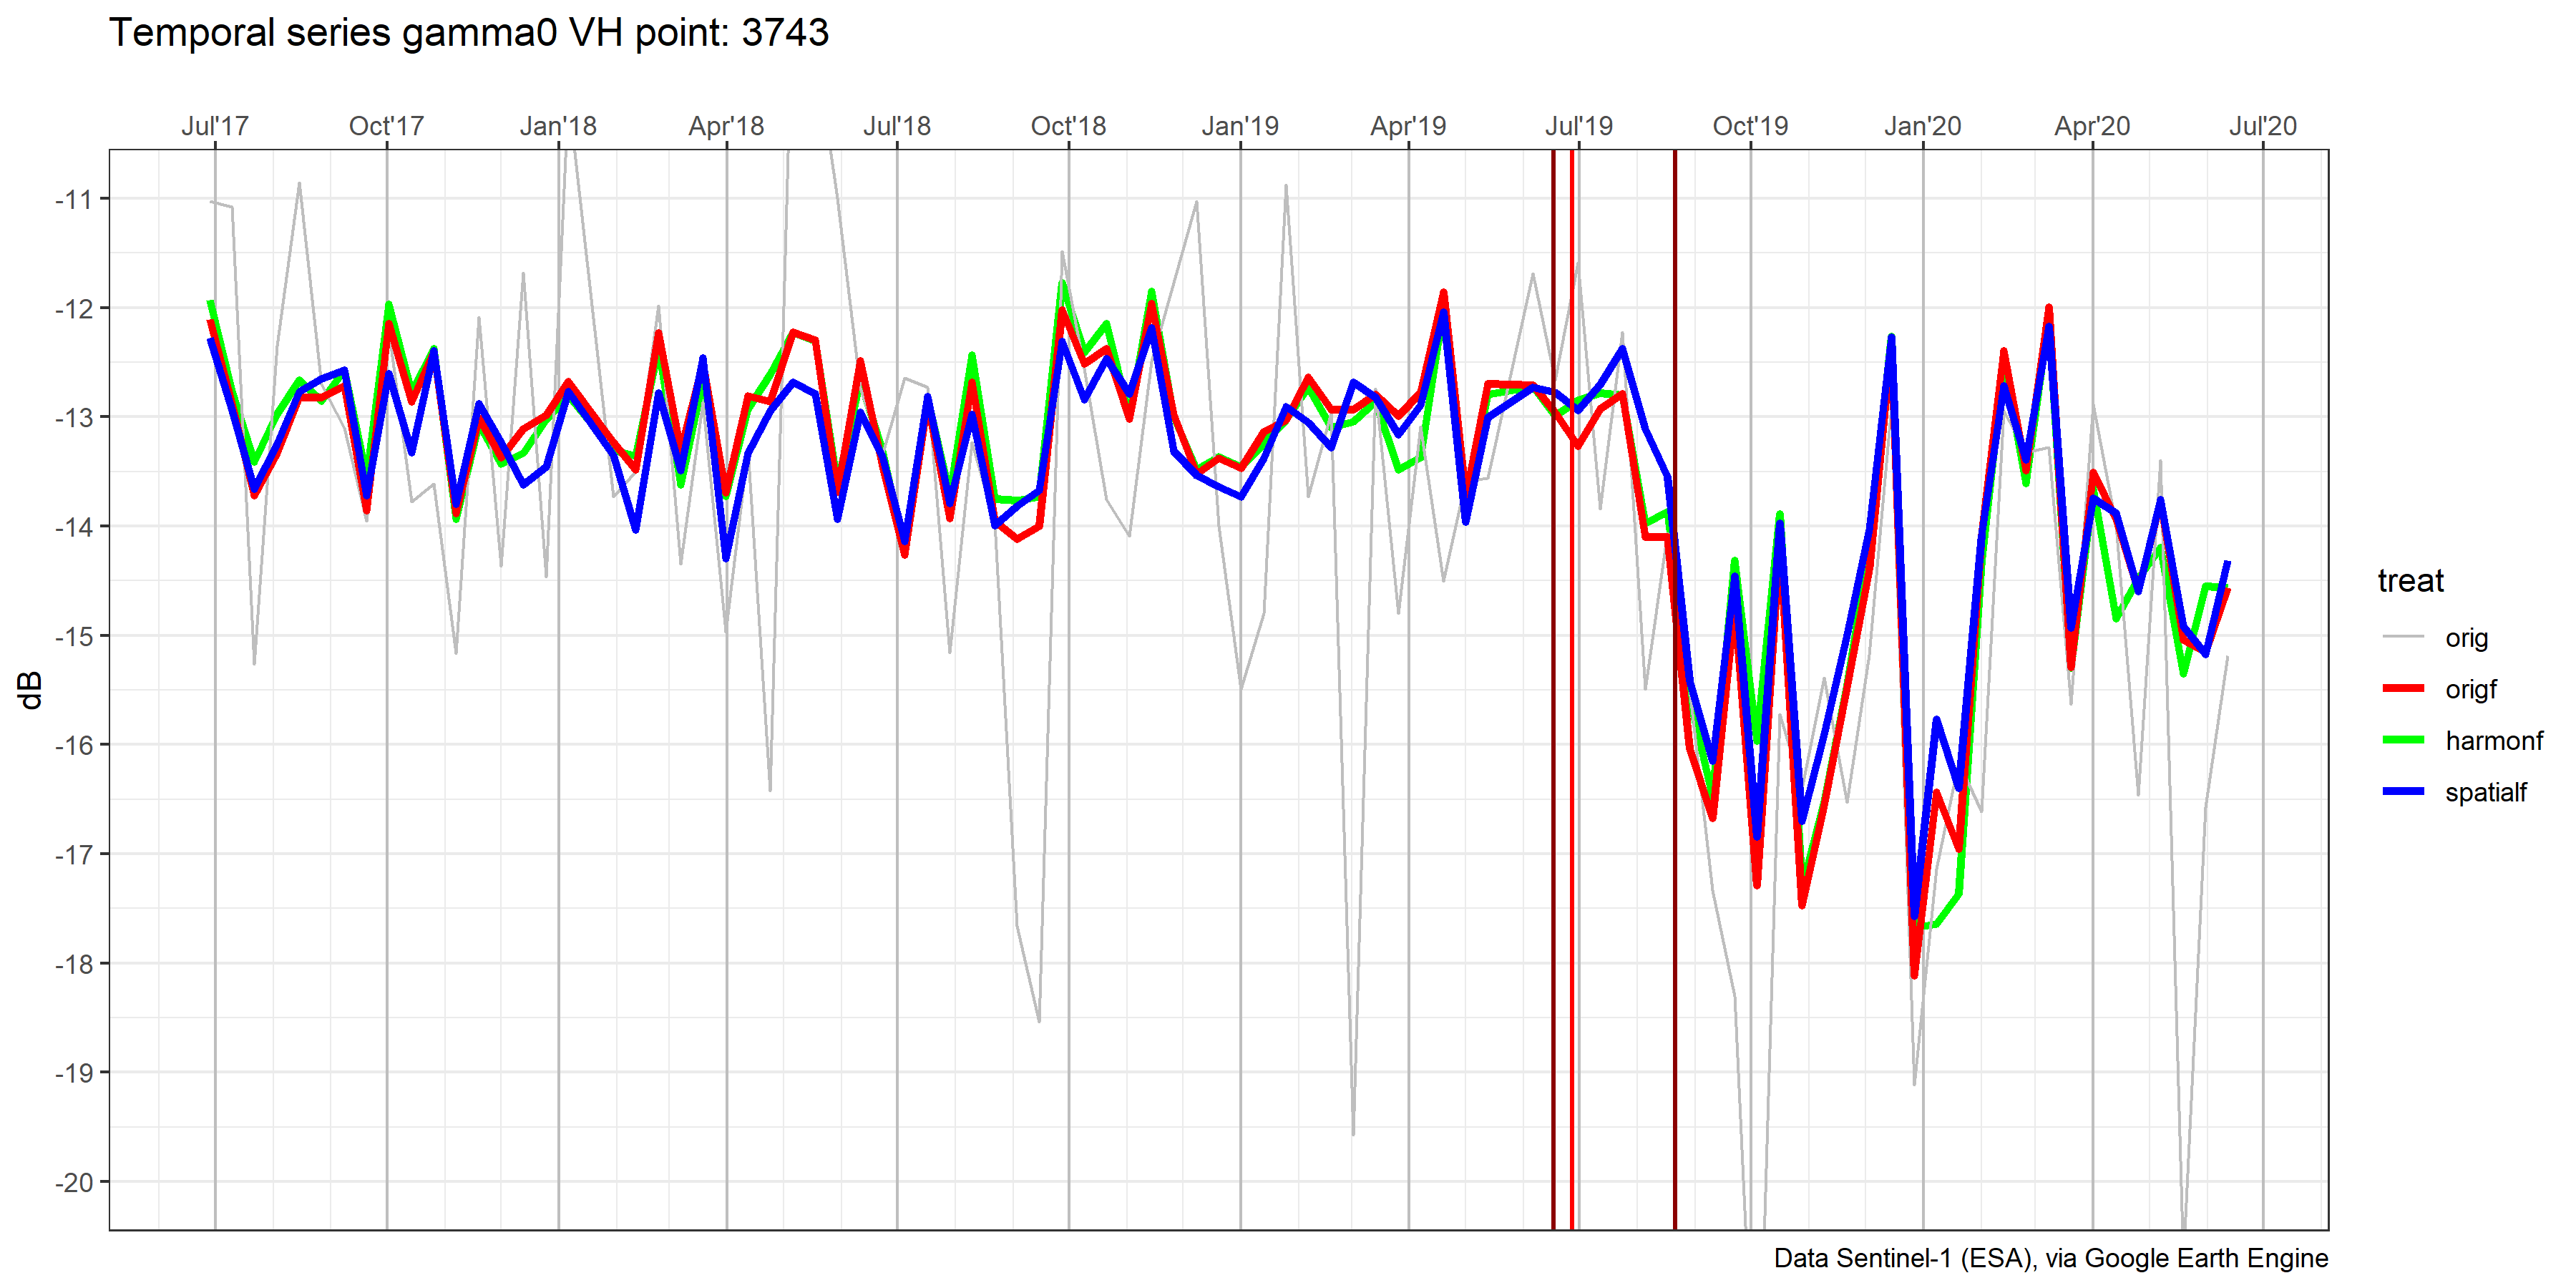 Temporal series gamma0 VH point: 3743
Jul'17 Oct'17 Jan'18 Apr'18 Jul'18 Oct'18 Jan'19 Apr'19 Jul'19 Oct'19 Jan'20 Apr'20 Jul'20
-11
-12
-13
-14
-15
-16
-17
-18
-19
-20
dB
treat
orig
origf
harmonf
spatialf
Data Sentinel-1 (ESA), via Google Earth Engine